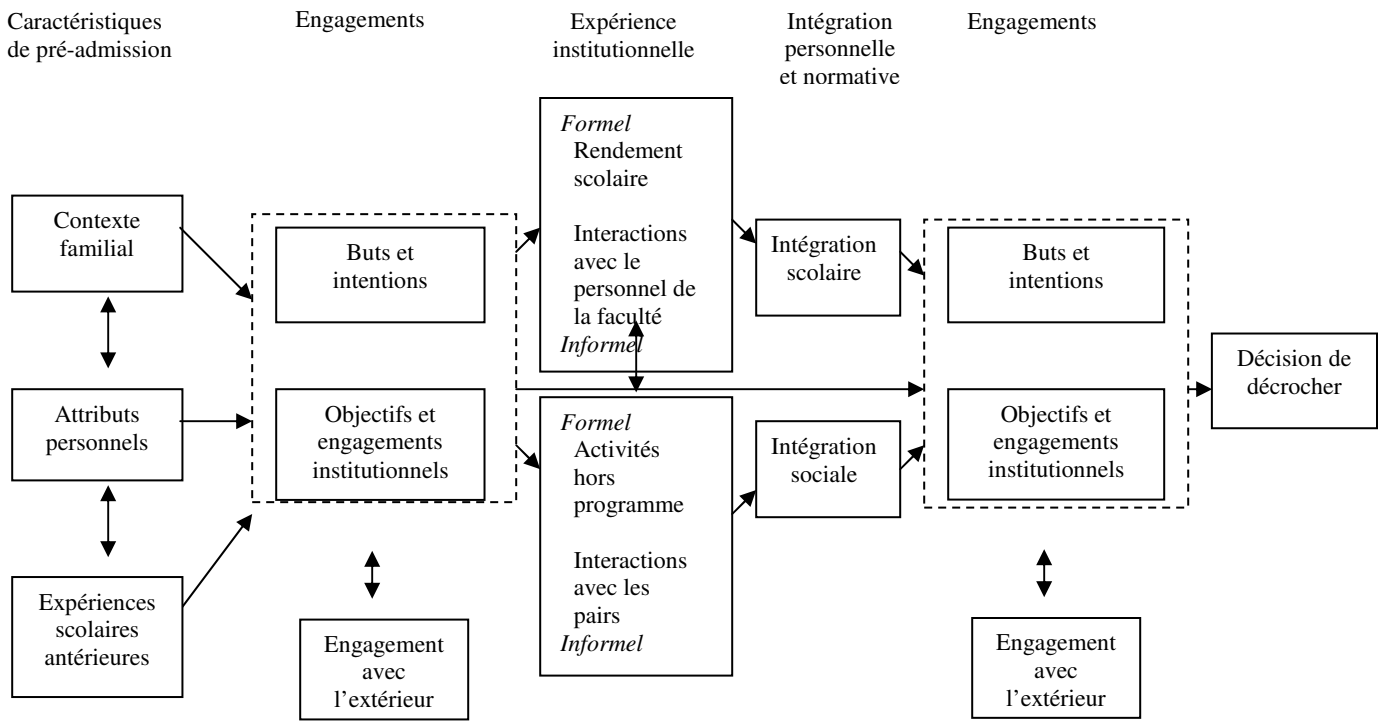 Caractéristiques
de pré-admission
Engagements
Expérience
institutionnelle
Intégration
personnelle
et normative
Engagements
Contexte
familial
Attributs
personnels
Expériences
scolaires
antérieures
Buts et
intentions
Objectifs et
engagements
institutionnels
Engagement
avec
l’extérieur
Formel
Rendement
scolaire
Interactions
avec le
personnel de
la faculté
Informel
Formel
Activités
hors
programme
Interactions
avec les
pairs
Informel
Intégration
scolaire
Intégration
sociale
Buts et
intentions
Objectifs et
engagements
institutionnels
Engagement
avec
l’extérieur
Décision de
décrocher